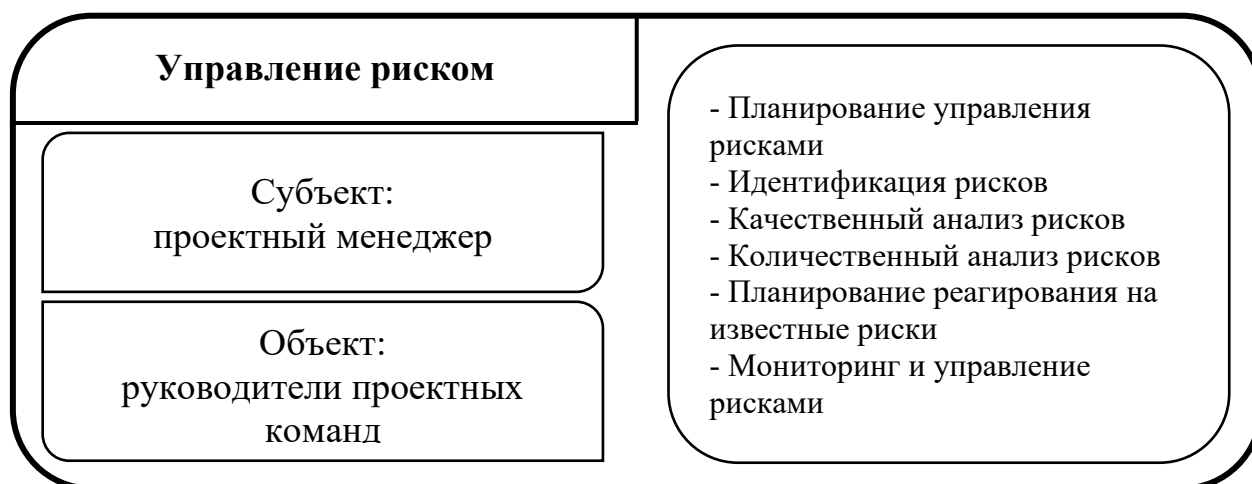 Управление риском
Субъект:
проектный менеджер
Объект:
руководители проектных
команд
- Планирование управления
рисками
- Идентификация рисков
- Качественный анализ рисков
- Количественный анализ рисков
- Планирование реагирования на
известные риски
- Мониторинг и управление
рисками